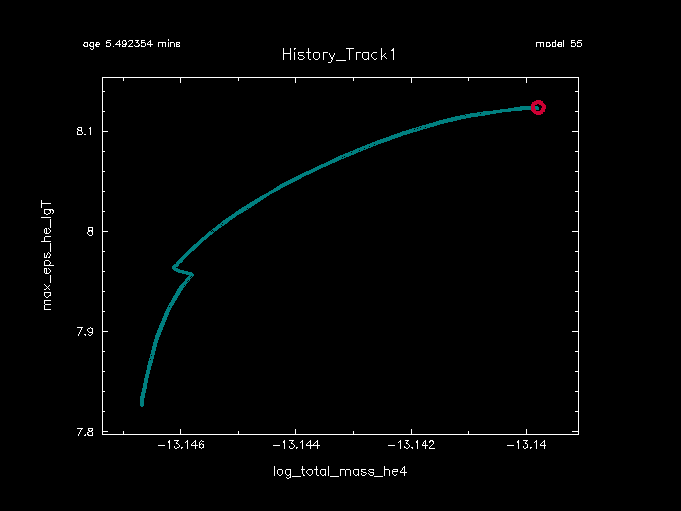 age 5.492354 mins
model 55
History_Track1
8.1
8
7.9
7.8
max_eps_he_lgT
-13.146
-13.144
-13.142
-13.14
log_total_mass_he4